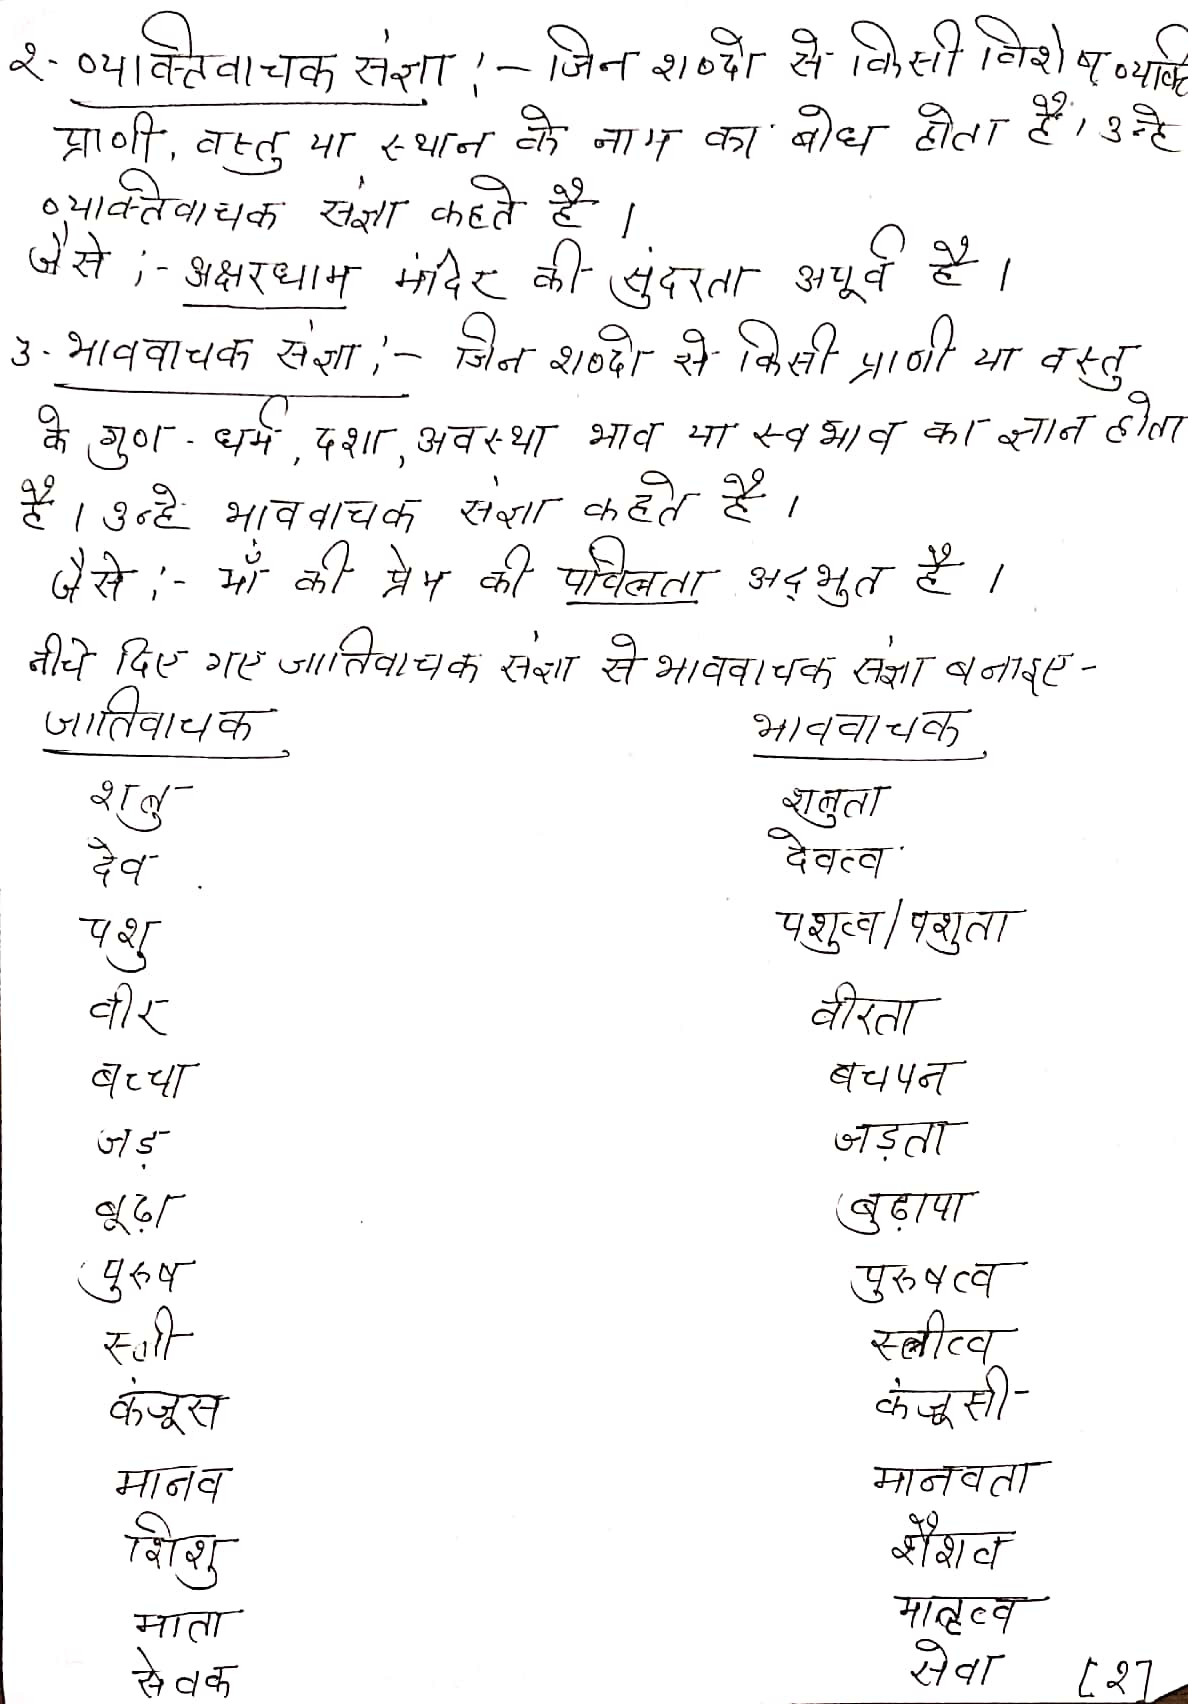 २- व्यक्तिवाचक संज्ञा :- जिन शब्दो से किसी विशेष व्यक्ति
प्राणी, वस्तु या स्थान के नाम का बोध होता है। उन्हे
व्यक्तिवाचक संज्ञा कहते है ।
जैसे :- अक्षरधाम मंदिर की सुंदरता अपूर्व है ।
3- भाववाचक संज्ञा :- जिन शब्दो से किसी प्राणी या वस्तु
के गुण - धर्म, दशा, अवस्था भाव या स्वभाव का ज्ञान होता
है । उन्हे भाववाचक संज्ञा कहते है ।
जैसे :- माँ की प्रेम की पवित्रता अद्भुत है ।
नीचे दिए गए जातिवाचक संज्ञा से भाववाचक संज्ञा बनाइए -
जातिवाचक भाववाचक
शत्रु शत्रुता
देव देवत्व
पशु पशुत्व / पशुता
वीर वीरता
बच्चा बचपन
जड़ जड़ता
बूढ़ा बुढ़ापा
पुरुष पुरुषत्व
स्त्री स्त्रीत्व
कंजूस कंजूसी
मानव मानवता
शिशु शैशव
माता मातृत्व
सेवक सेवा [2]